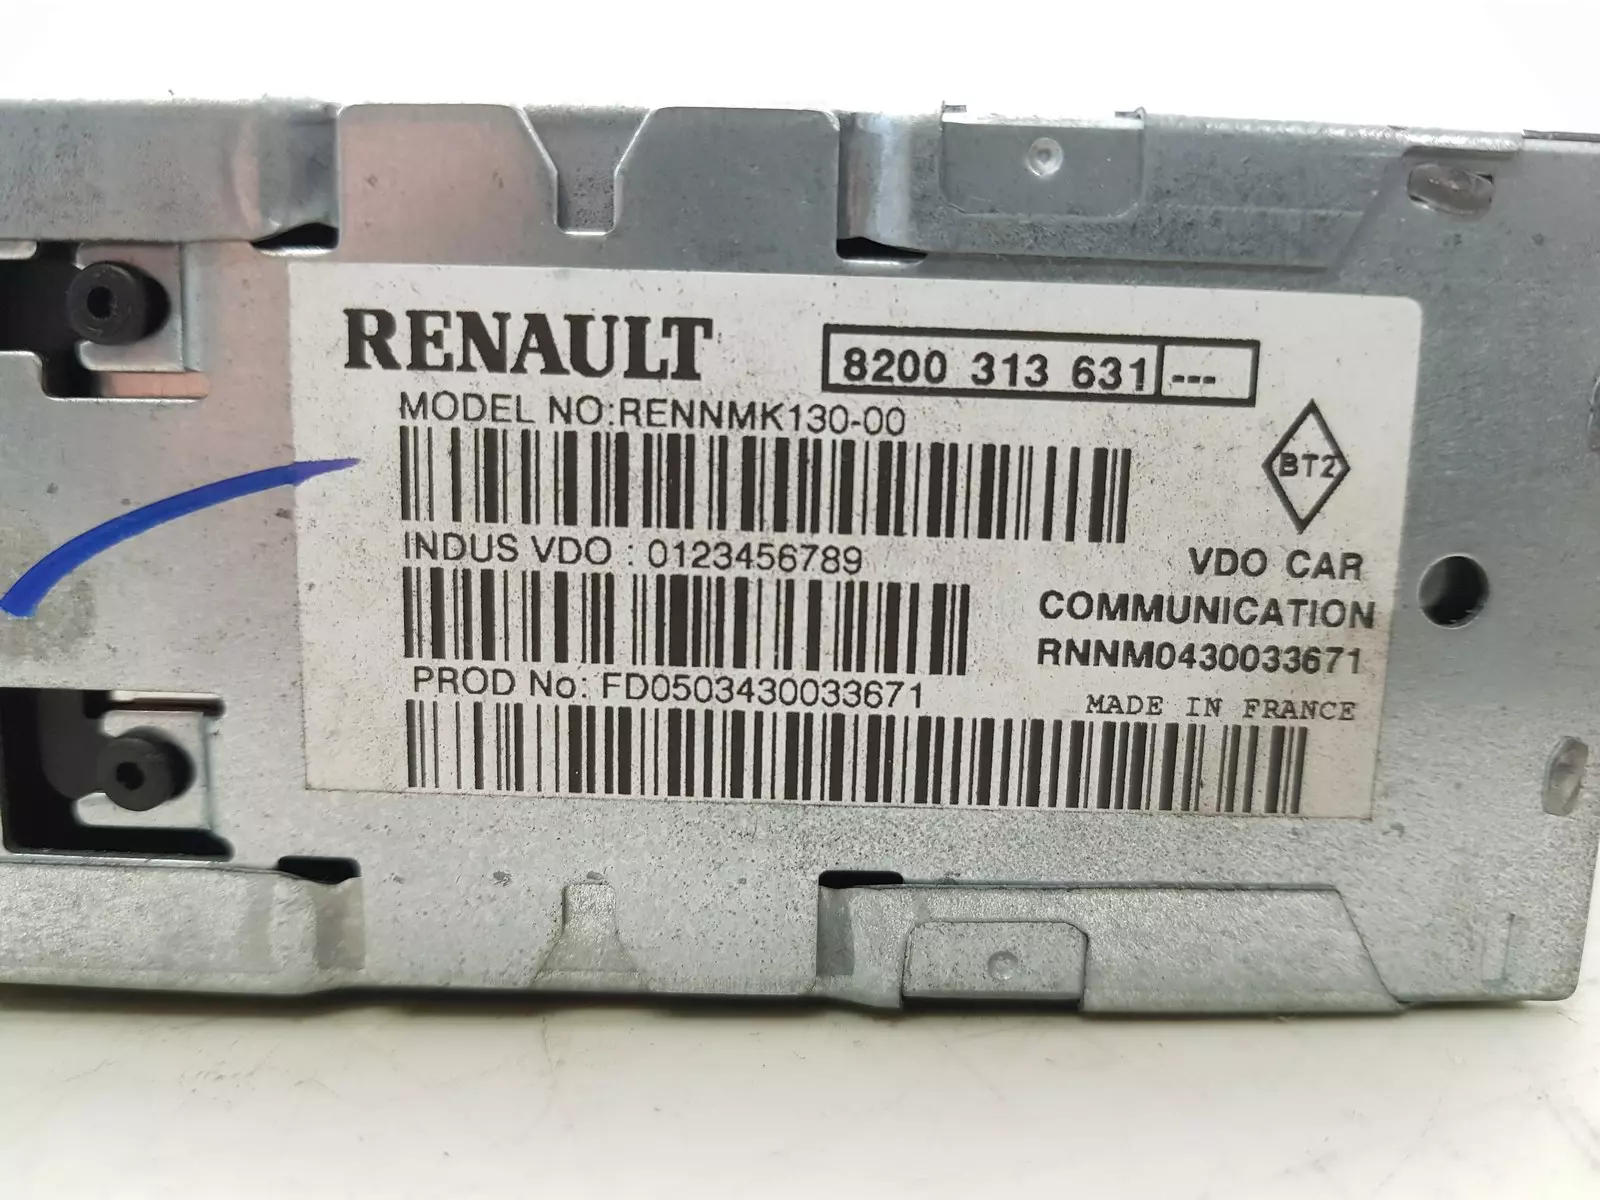 RENAULT
8200 313 631 ---
MODEL NO:RENNMK130-00
BT2
INDUS VDO : 0123456789
VDO CAR
COMMUNICATION
RNNM0430033671
PROD No: FD0503430033671
MADE IN FRANCE